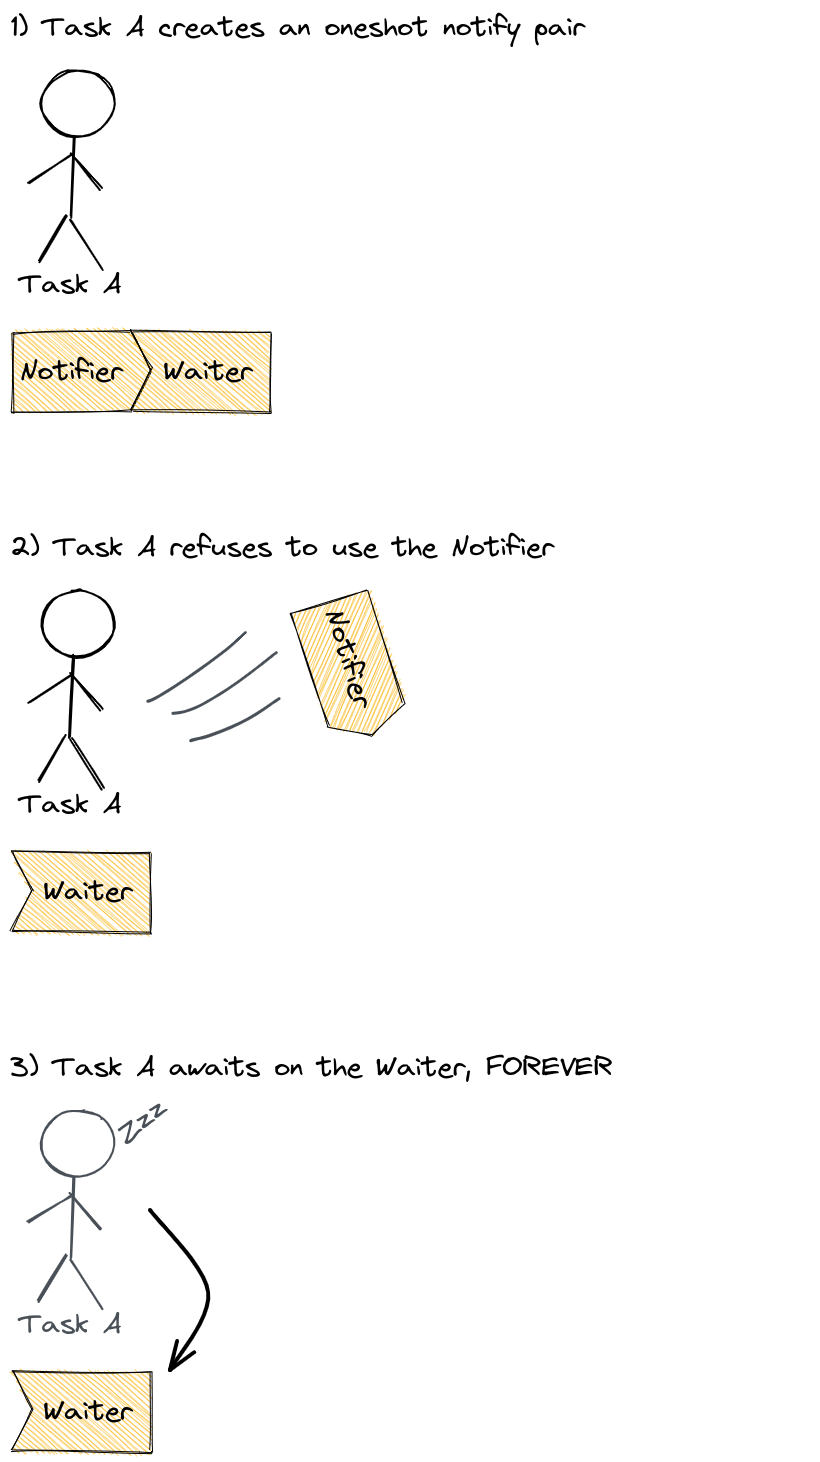 1) Task A creates an oneshot notify pair
Task A
Notifier Waiter
2) Task A refuses to use the Notifier
Notifier
Task A
Waiter
3) Task A awaits on the Waiter, FOREVER
zzz
Task A
Waiter